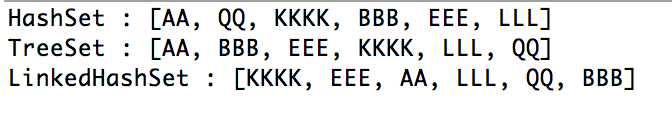 HashSet : [AA, QQ, KKKK, BBB, EEE, LLL]
TreeSet : [AA, BBB, EEE, KKKK, LLL, QQ]
LinkedHashSet : [KKKK, EEE, AA, LLL, QQ, BBB]